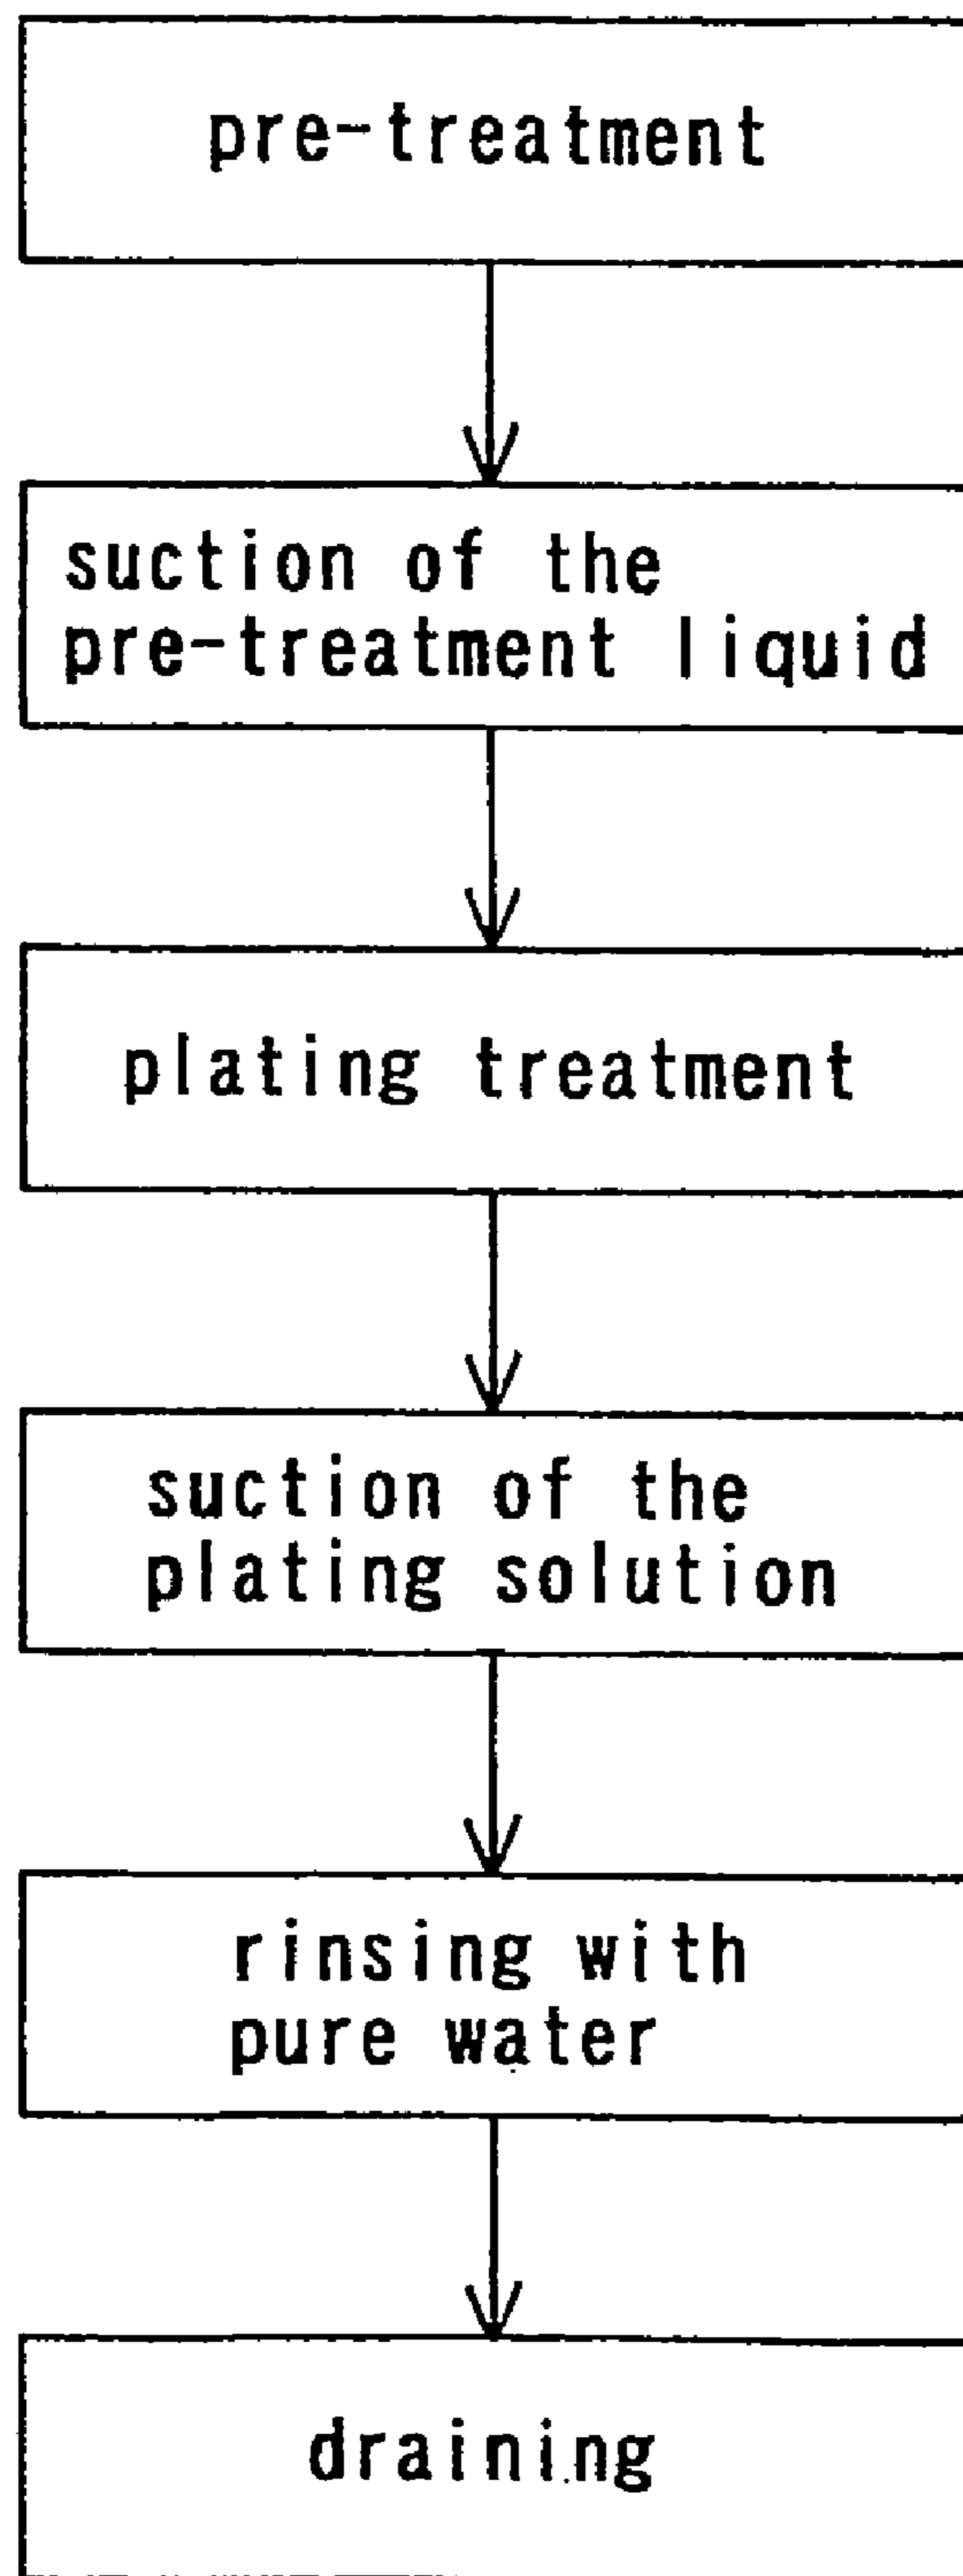 pre-treatment
suction of the
pre-treatment liquid
plating treatment
suction of the
plating solution
rinsing with
pure water
draining